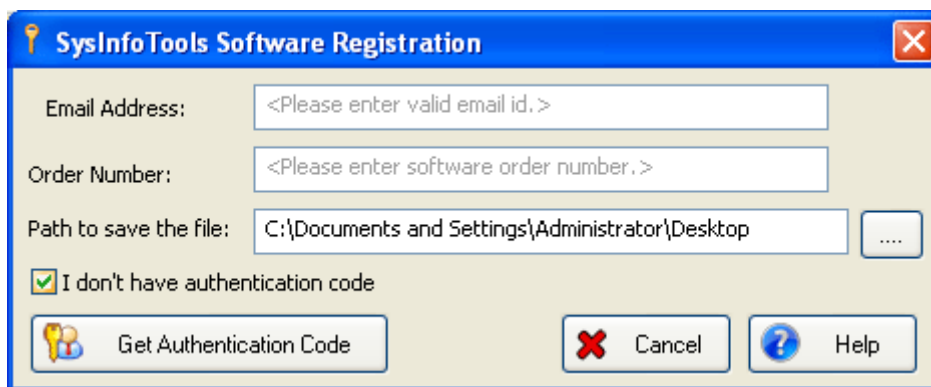 SysInfoTools Software Registration
Email Address: <Please enter valid email id.>
Order Number: <Please enter software order number.>
Path to save the file: C:\Documents and Settings\Administrator\Desktop ....
I don't have authentication code
Get Authentication Code Cancel Help